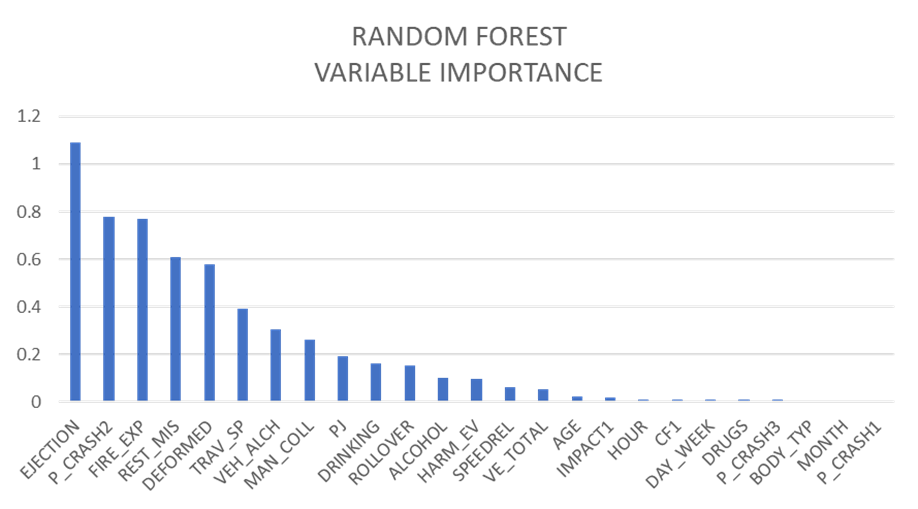 RANDOM FOREST
VARIABLE IMPORTANCE
1.2
1
0.8
0.6
0.4
0.2
0
EJECTION
P_CRASH2
FIRE_EXP
REST_MIS
DEFORMED
TRAV_SP
VEH_ALCH
MAN_COLL
PJ
DRINKING
ROLLOVER
ALCOHOL
HARM_EV
SPEEDREL
VE_TOTAL
AGE
IMPACT1
HOUR
CF1
DAY_WEEK
DRUGS
P_CRASH3
BODY_TYP
MONTH
P_CRASH1